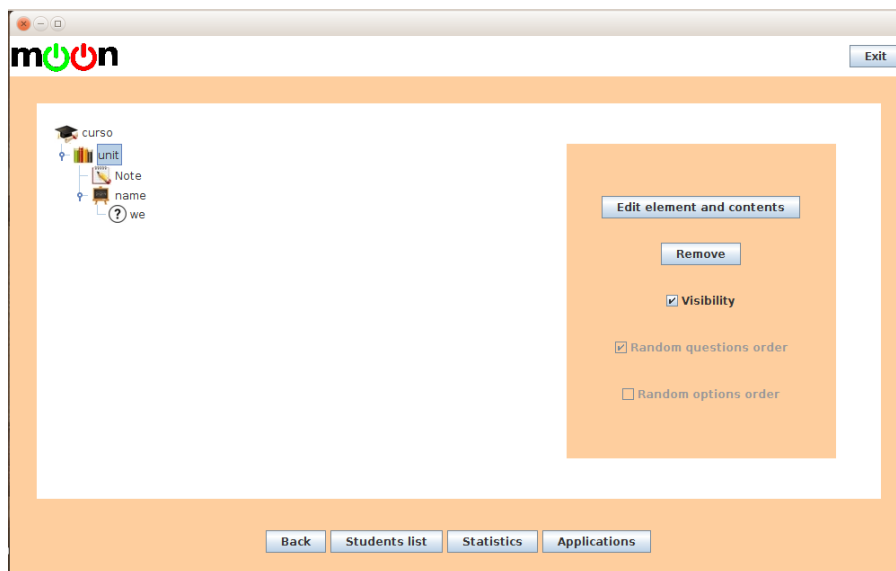 moon
Exit
curso
unit
Note
name
? we
Edit element and contents
Remove
Visibility
Random questions order
Random options order
Back Students list Statistics Applications